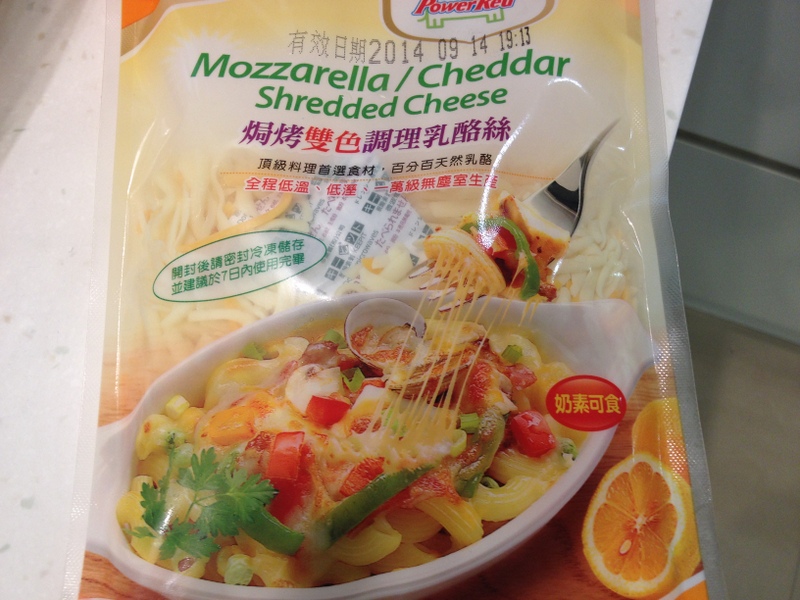 PowerRed
有效日期2014 09 14 19:13
Mozzarella / Cheddar
Shredded Cheese
焗烤雙色調理乳酪絲
頂級料理首選食材，百分百天然乳酪
全程低溫、低溼、一萬級無塵室生產
開封後請密封冷凍儲存
並建議於7日內使用完畢
奶素可食